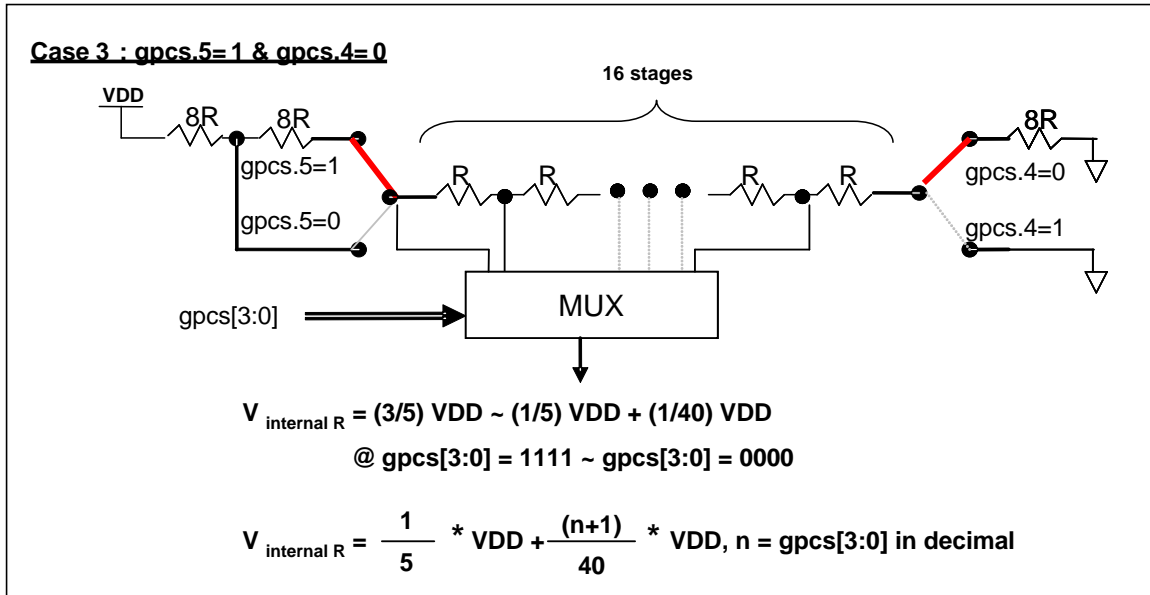 Case 3 : gpcs.5=1 & gpcs.4=0
16 stages
VDD
8R 8R 8R
gpcs.5=1 R R R R gpcs.4=0
gpcs.5=0 gpcs.4=1
MUX
gpcs[3:0]
V internal R = (3/5) VDD ~ (1/5) VDD + (1/40) VDD
@ gpcs[3:0] = 1111 ~ gpcs[3:0] = 0000
V internal R = 1/5 * VDD + (n+1)/40 * VDD, n = gpcs[3:0] in decimal